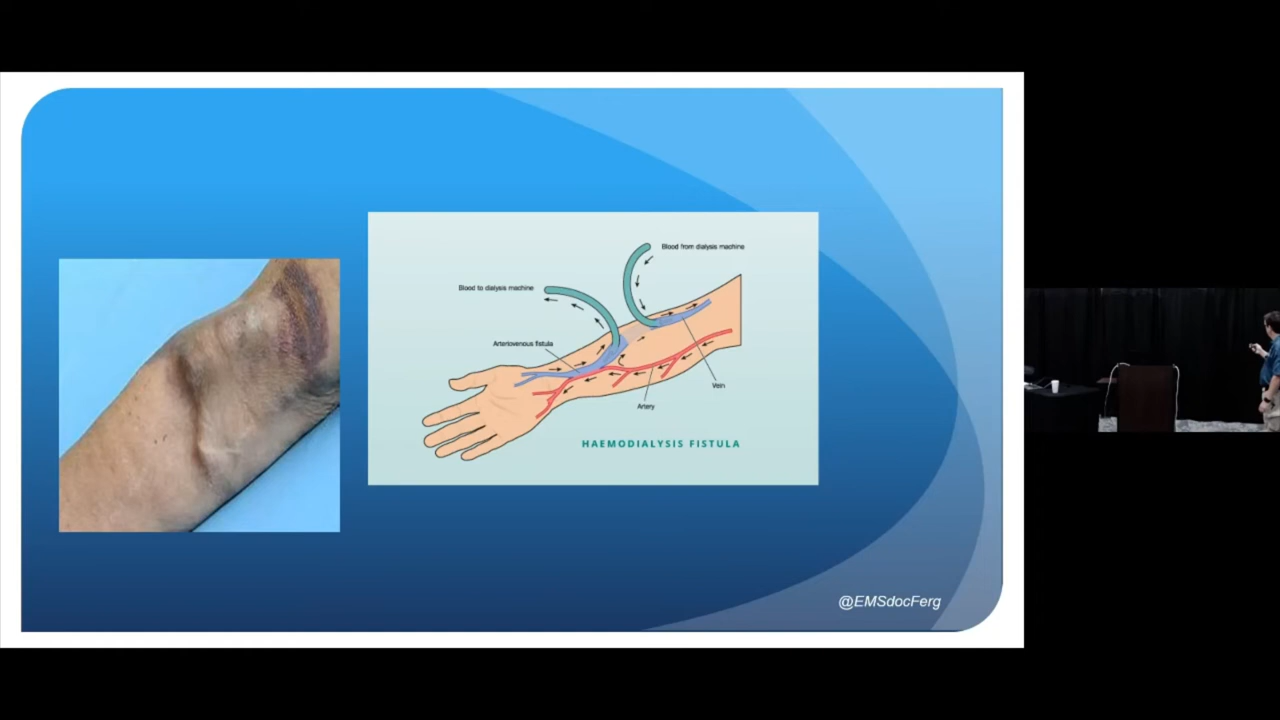 Blood from dialysis machine
Blood to dialysis machine
Arteriovenous fistula
Vein
Artery
HAEMODIALYSIS FISTULA
@EMSdocFerg